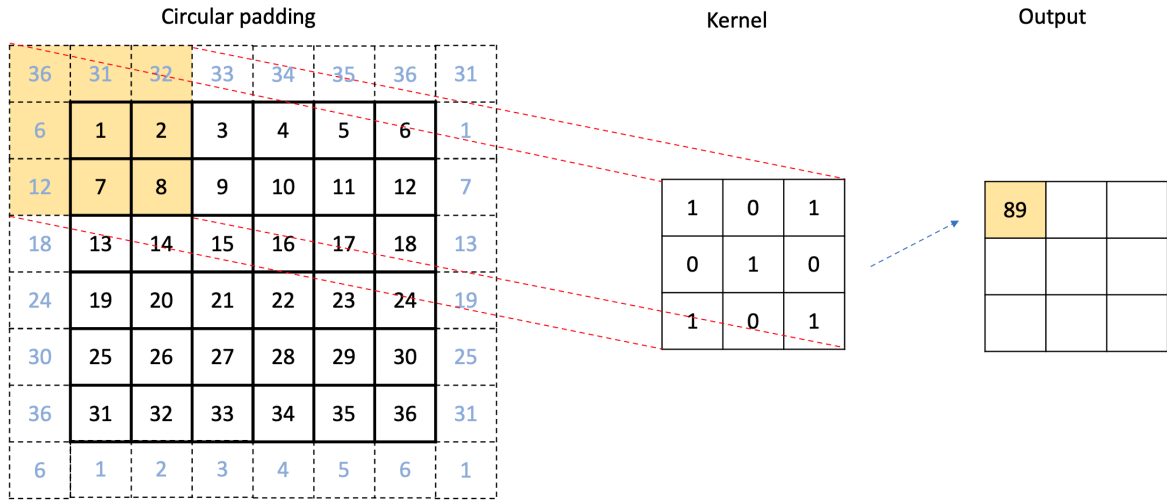 Circular padding Kernel Output
36 31 32 33 34 35 36 31
6 1 2 3 4 5 6 1
12 7 8 9 10 11 12 7
18 13 14 15 16 17 18 13
24 19 20 21 22 23 24 19
30 25 26 27 28 29 30 25
36 31 32 33 34 35 36 31
6 1 2 3 4 5 6 1
1 0 1
0 1 0
1 0 1
89